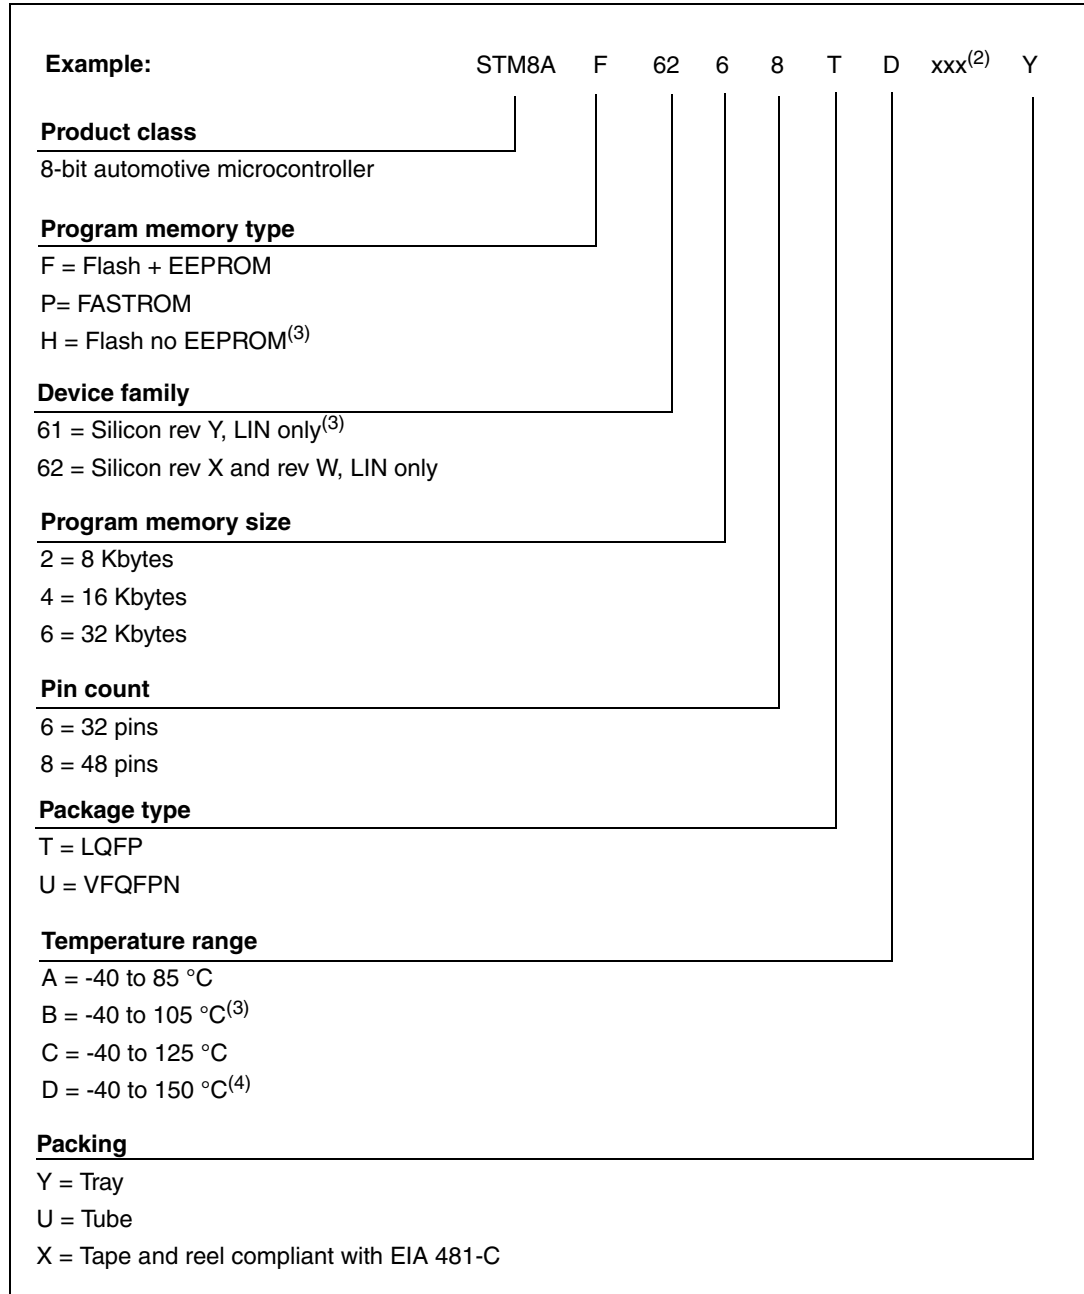 Example: STM8A F 62 6 8 T D xxx(2) Y
Product class
8-bit automotive microcontroller
Program memory type
F = Flash + EEPROM
P= FASTROM
H = Flash no EEPROM(3)
Device family
61 = Silicon rev Y, LIN only(3)
62 = Silicon rev X and rev W, LIN only
Program memory size
2 = 8 Kbytes
4 = 16 Kbytes
6 = 32 Kbytes
Pin count
6 = 32 pins
8 = 48 pins
Package type
T = LQFP
U = VFQFPN
Temperature range
A = -40 to 85 °C
B = -40 to 105 °C(3)
C = -40 to 125 °C
D = -40 to 150 °C(4)
Packing
Y = Tray
U = Tube
X = Tape and reel compliant with EIA 481-C